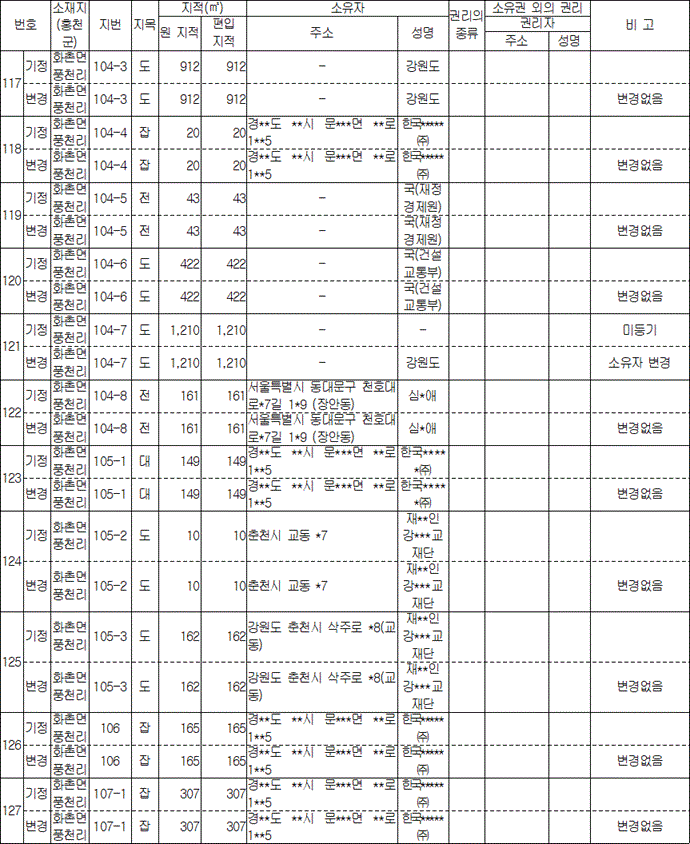 번호 소재지(홍천군) 지번 지목 지적(㎡) 소유자 권리의 종류 소유권 외의 권리 비 고
원 지적 편입 지적 주소 성명 권리자
주소 성명
117 기정 화촌면 풍천리 104-3 도 912 912 - 강원도
변경 화촌면 풍천리 104-3 도 912 912 - 강원도 변경없음
118 기정 화촌면 풍천리 104-4 잡 20 20 경**도 **시 문***면 **로 1**5 한국*****㈜
변경 화촌면 풍천리 104-4 잡 20 20 경**도 **시 문***면 **로 1**5 한국*****㈜ 변경없음
119 기정 화촌면 풍천리 104-5 전 43 43 - 국(재정경제원)
변경 화촌면 풍천리 104-5 전 43 43 - 국(재정경제원) 변경없음
120 기정 화촌면 풍천리 104-6 도 422 422 - 국(건설교통부)
변경 화촌면 풍천리 104-6 도 422 422 - 국(건설교통부) 변경없음
121 기정 화촌면 풍천리 104-7 도 1,210 1,210 - - 미등기
변경 화촌면 풍천리 104-7 도 1,210 1,210 - 강원도 소유자 변경
122 기정 화촌면 풍천리 104-8 전 161 161 서울특별시 동대문구 천호대로*7길 1*9 (장안동) 심*애
변경 화촌면 풍천리 104-8 전 161 161 서울특별시 동대문구 천호대로*7길 1*9 (장안동) 심*애 변경없음
123 기정 화촌면 풍천리 105-1 대 149 149 경**도 **시 문***면 **로 1**5 한국*****㈜
변경 화촌면 풍천리 105-1 대 149 149 경**도 **시 문***면 **로 1**5 한국*****㈜ 변경없음
124 기정 화촌면 풍천리 105-2 도 10 10 춘천시 교동 *7 재**인 강***교 재단
변경 화촌면 풍천리 105-2 도 10 10 춘천시 교동 *7 재**인 강***교 재단 변경없음
125 기정 화촌면 풍천리 105-3 도 162 162 강원도 춘천시 삭주로 *8(교동) 재**인 강***교 재단
변경 화촌면 풍천리 105-3 도 162 162 강원도 춘천시 삭주로 *8(교동) 재**인 강***교 재단 변경없음
126 기정 화촌면 풍천리 106 잡 165 165 경**도 **시 문***면 **로 1**5 한국*****㈜
변경 화촌면 풍천리 106 잡 165 165 경**도 **시 문***면 **로 1**5 한국*****㈜ 변경없음
127 기정 화촌면 풍천리 107-1 잡 307 307 경**도 **시 문***면 **로 1**5 한국*****㈜
변경 화촌면 풍천리 107-1 잡 307 307 경**도 **시 문***면 **로 1**5 한국*****㈜ 변경없음